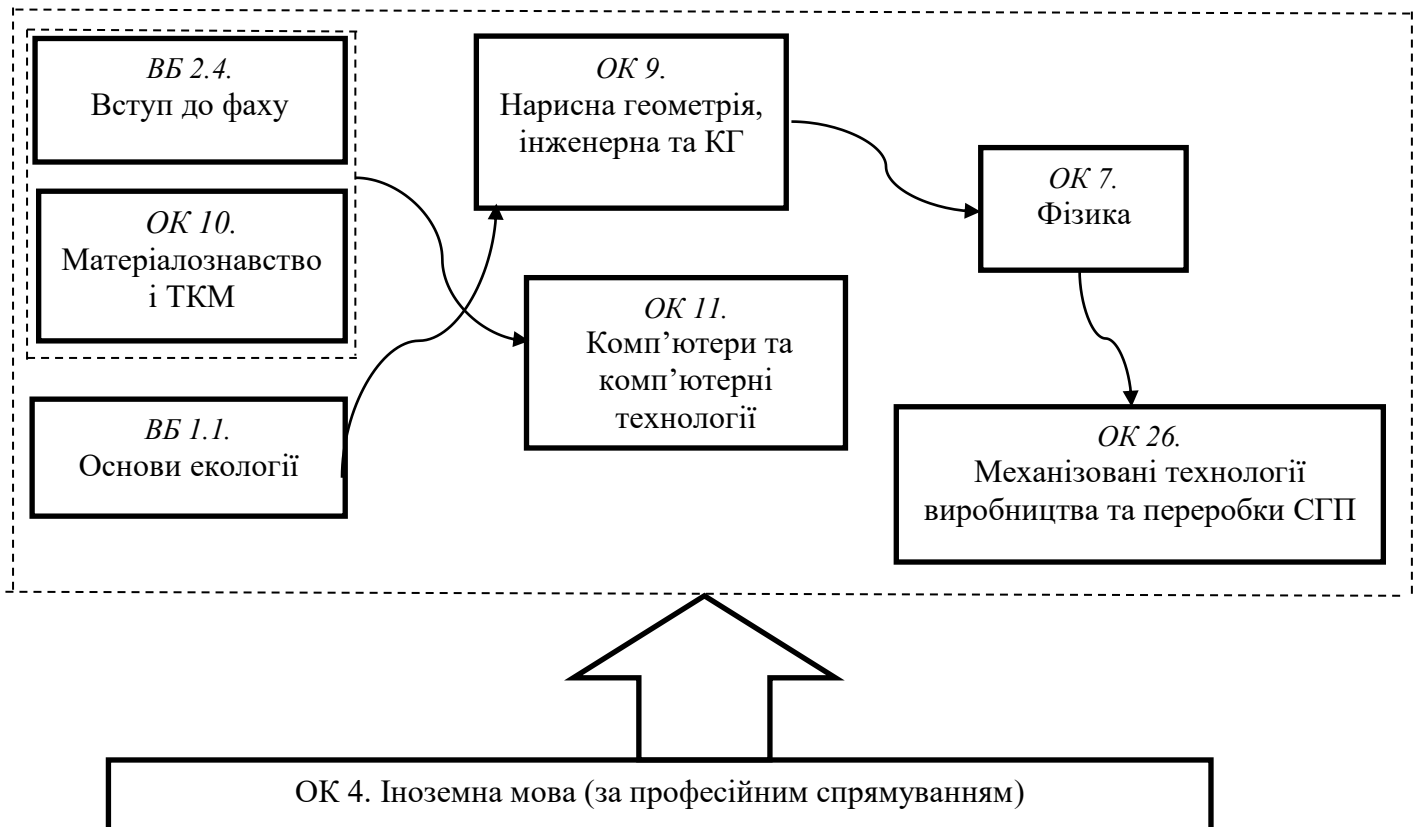 ВБ 2.4.
Вступ до фаху
ОК 10.
Матеріалознавство
і ТКМ
ВБ 1.1.
Основи екології
ОК 9.
Нарисна геометрія,
інженерна та КГ
ОК 11.
Комп’ютери та
комп’ютерні
технології
ОК 7.
Фізика
ОК 26.
Механізовані технології
виробництва та переробки СГП
ОК 4. Іноземна мова (за професійним спрямуванням)